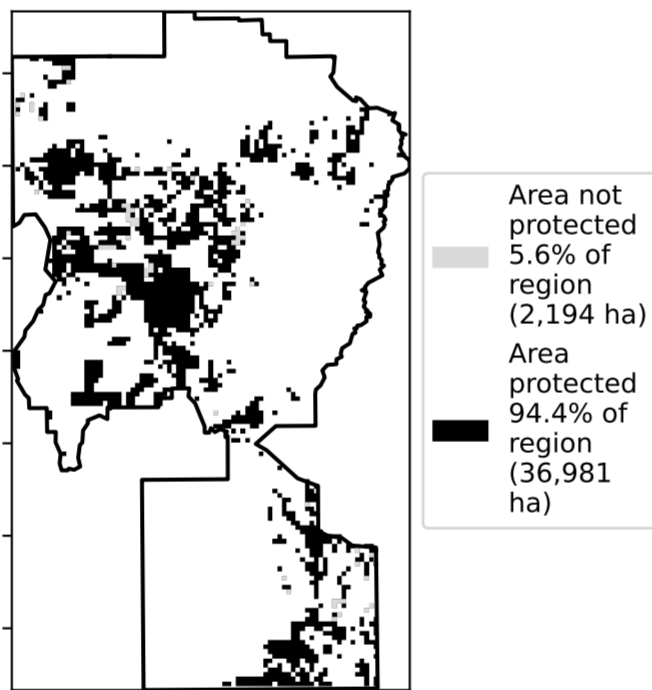 Area not
protected
5.6% of
region
(2,194 ha)
Area
protected
94.4% of
region
(36,981
ha)